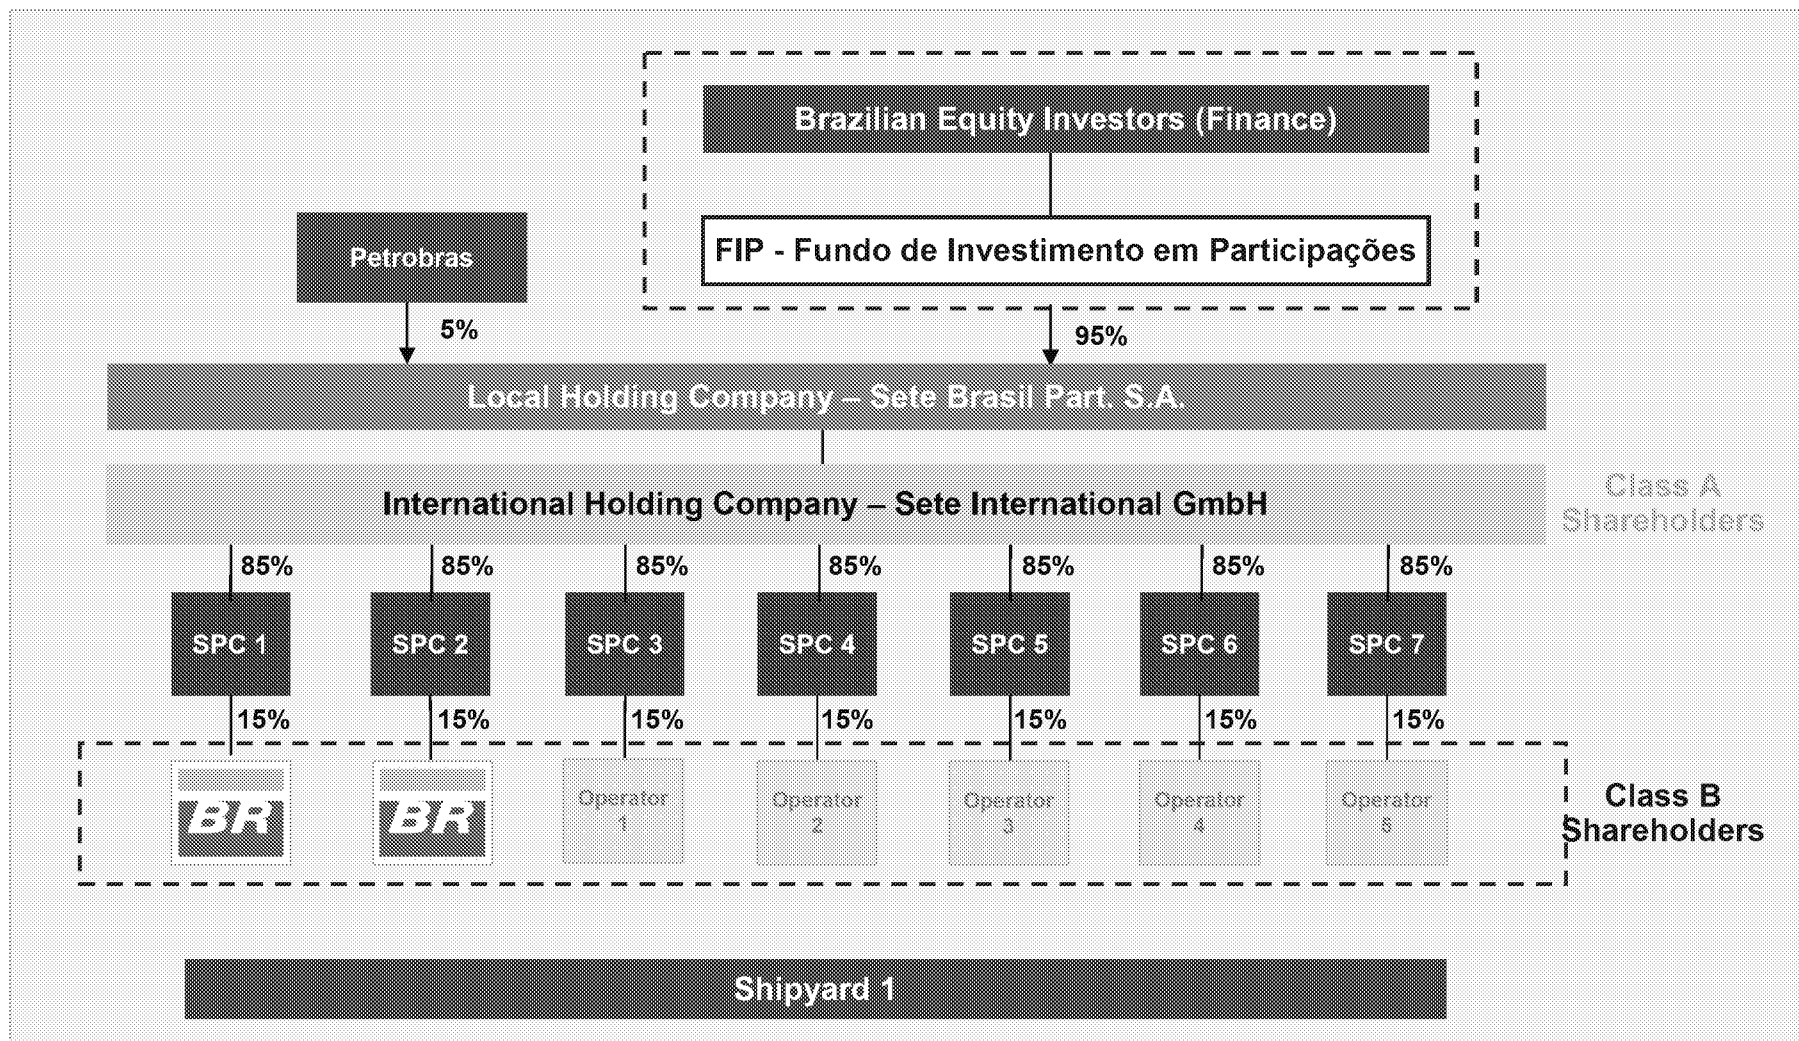 Brazilian Equity Investors (Finance)
FIP - Fundo de Investimento em Participações
Petrobras
5%
95%
Local Holding Company – Sete Brasil Part. S.A.
International Holding Company – Sete International GmbH
Class A
Shareholders
85%
85%
85%
85%
85%
85%
85%
SPC 1
SPC 2
SPC 3
SPC 4
SPC 5
SPC 6
SPC 7
15%
15%
15%
15%
15%
15%
15%
BR
BR
Operator
1
Operator
2
Operator
3
Operator
4
Operator
Class B
Shareholders
Shipyard 1